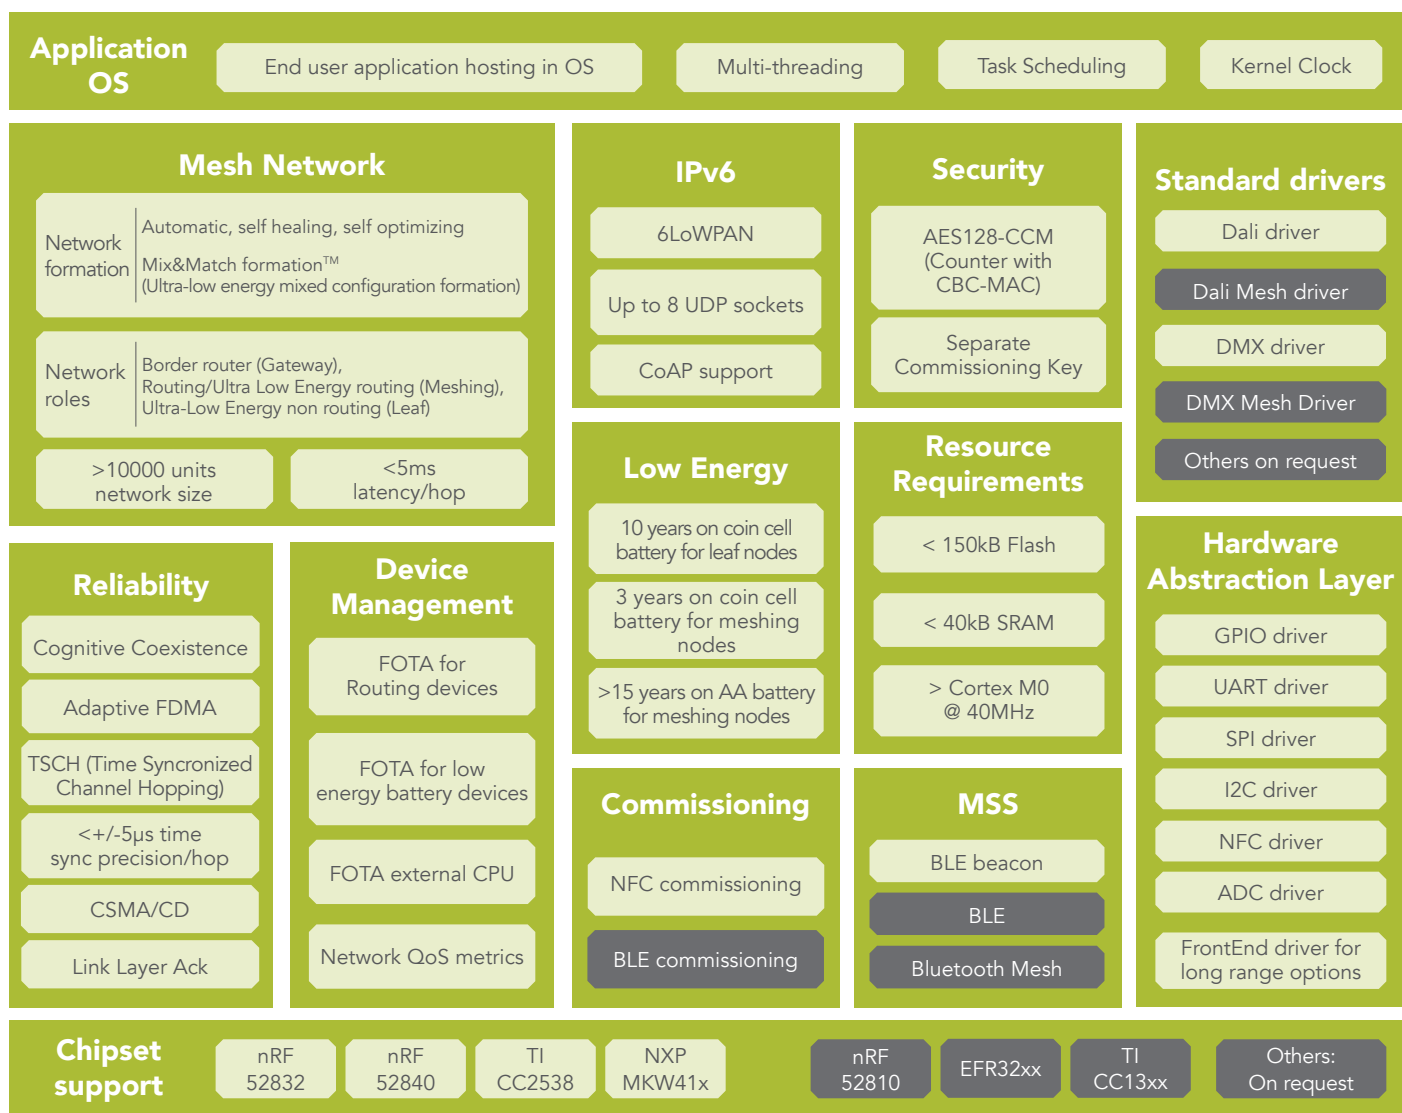 Application
OS
End user application hosting in OS
Multi-threading
Task Scheduling
Kernel Clock
Mesh Network
Network
formation
Automatic, self healing, self optimizing
Mix&Match formation™
(Ultra-low energy mixed configuration formation)
Network
roles
Border router (Gateway),
Routing/Ultra Low Energy routing (Meshing),
Ultra-Low Energy non routing (Leaf)
>10000 units
network size
<5ms
latency/hop
IPv6
6LoWPAN
Up to 8 UDP sockets
CoAP support
Security
AES128-CCM
(Counter with
CBC-MAC)
Separate
Commissioning Key
Standard drivers
Dali driver
Dali Mesh driver
DMX driver
DMX Mesh Driver
Others on request
Low Energy
10 years on coin cell
battery for leaf nodes
3 years on coin cell
battery for meshing
nodes
>15 years on AA battery
for meshing nodes
Resource
Requirements
< 150kB Flash
< 40kB SRAM
> Cortex M0
@ 40MHz
Hardware
Abstraction Layer
GPIO driver
UART driver
SPI driver
I2C driver
NFC driver
ADC driver
FrontEnd driver for
long range options
Reliability
Cognitive Coexistence
Adaptive FDMA
TSCH (Time Syncronized
Channel Hopping)
<+/-5µs time
sync precision/hop
CSMA/CD
Link Layer Ack
Device
Management
FOTA for
Routing devices
FOTA for low
energy battery devices
FOTA external CPU
Network QoS metrics
Commissioning
NFC commissioning
BLE commissioning
MSS
BLE beacon
BLE
Bluetooth Mesh
Chipset
support
nRF
52832
nRF
52840
TI
CC2538
NXP
MKW41x
nRF
52810
EFR32xx
TI
CC13xx
Others:
On request